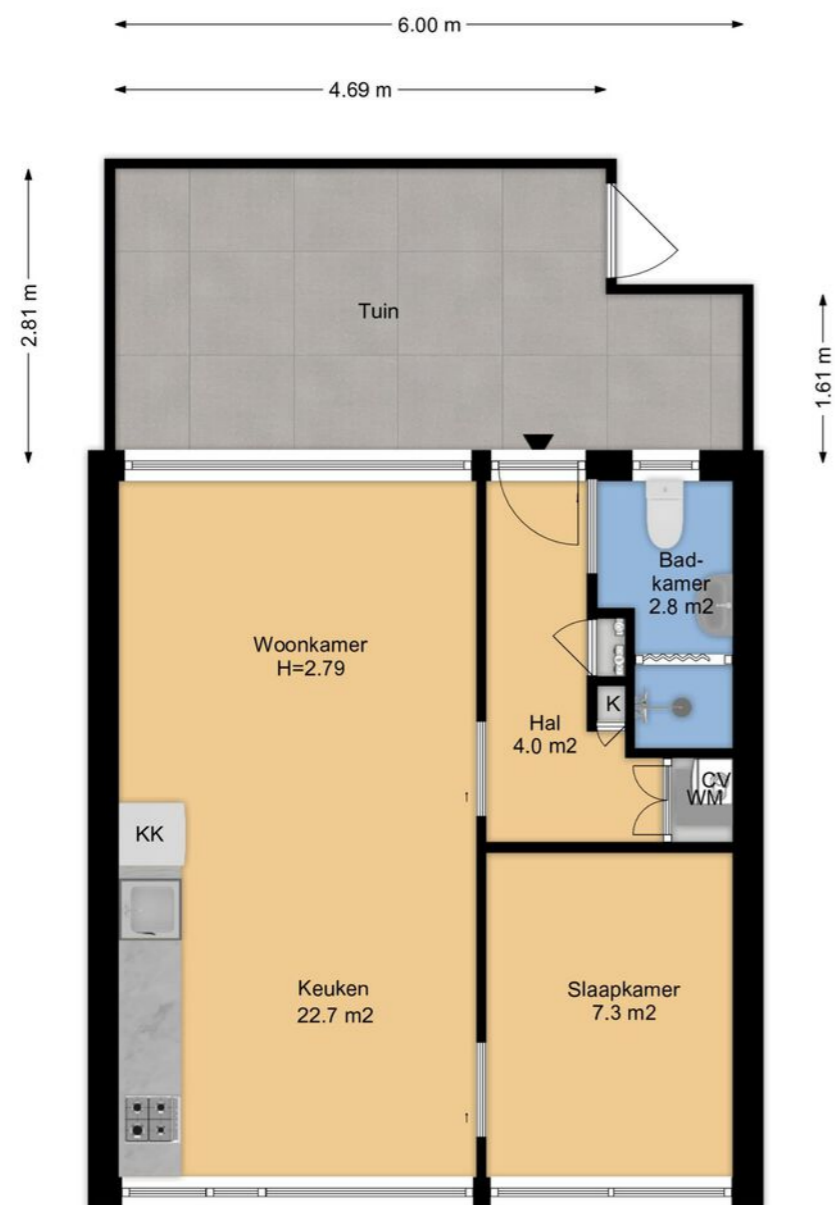 6.00 m
4.69 m
2.81 m
1.61 m
Tuin
Bad-
kamer
2.8 m2
Woonkamer
H=2.79
K
Hal
4.0 m2
CV
WM
KK
Keuken
22.7 m2
Slaapkamer
7.3 m2